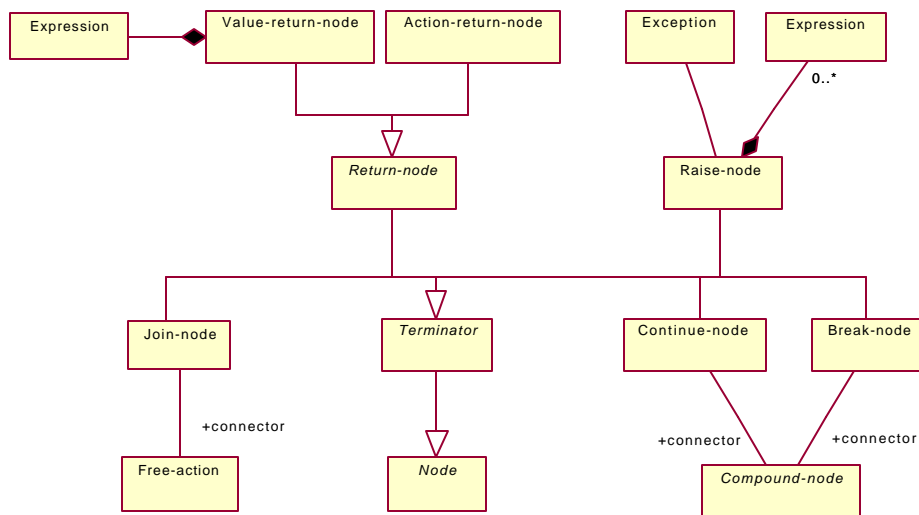 Expression
Value-return-node
Action-return-node
Exception
Expression
0..*
Return-node
Raise-node
Join-node
Terminator
Continue-node
Break-node
+connector
+connector
+connector
Free-action
Node
Compound-node